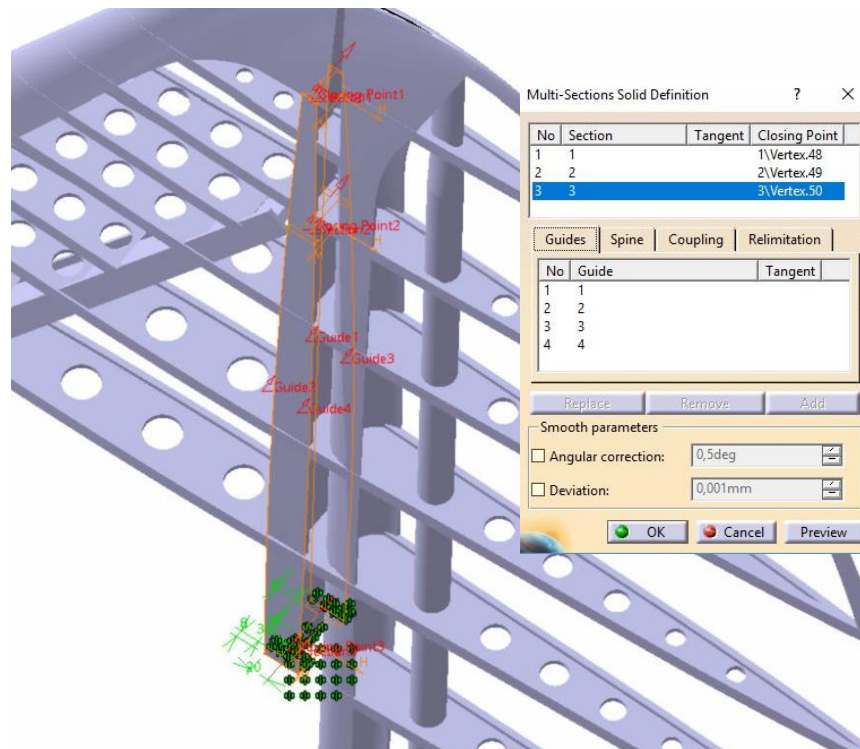 Multi-Sections Solid Definition ? ×
No Section Tangent Closing Point
1 1 1\Vertex.48
2 2 2\Vertex.49
3 3 3\Vertex.50
Guides Spine Coupling Relimitation
No Guide Tangent
1 1
2 2
3 3
4 4
Replace Remove Add
Smooth parameters
Angular correction: 0,5deg
Deviation: 0,001mm
OK Cancel Preview
Closing Point1
H
Point2
H
Guide1
Guide3
Guide2
Guide4
Point3
H
20